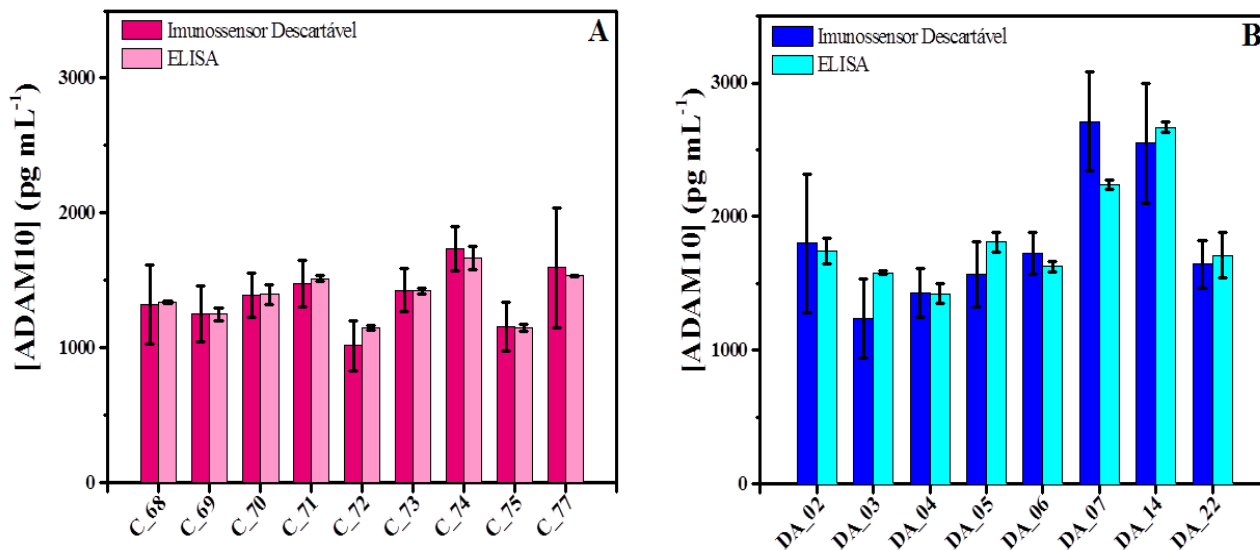 A
Imunossensor Descartável
ELISA
[ADAM10] (pg mL⁻¹)
3000
2000
1000
0
C_68
C_69
C_70
C_71
C_72
C_73
C_74
C_75
C_77
B
Imunossensor Descartável
ELISA
[ADAM10] (pg mL⁻¹)
3000
2000
1000
0
DA_02
DA_03
DA_04
DA_05
DA_06
DA_07
DA_14
DA_22